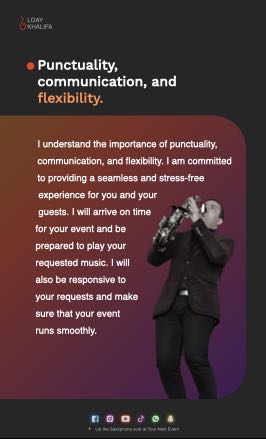 LOAY
KHALIFA
Punctuality,
communication, and
flexibility.
I understand the importance of punctuality,
communication, and flexibility. I am committed
to providing a seamless and stress-free
experience for you and your
guests. I will arrive on time
for your event and be
prepared to play your
requested music. I will
also be responsive to
your requests and make
sure that your event
runs smoothly.
Let the Saxophone soar at Your Next Event